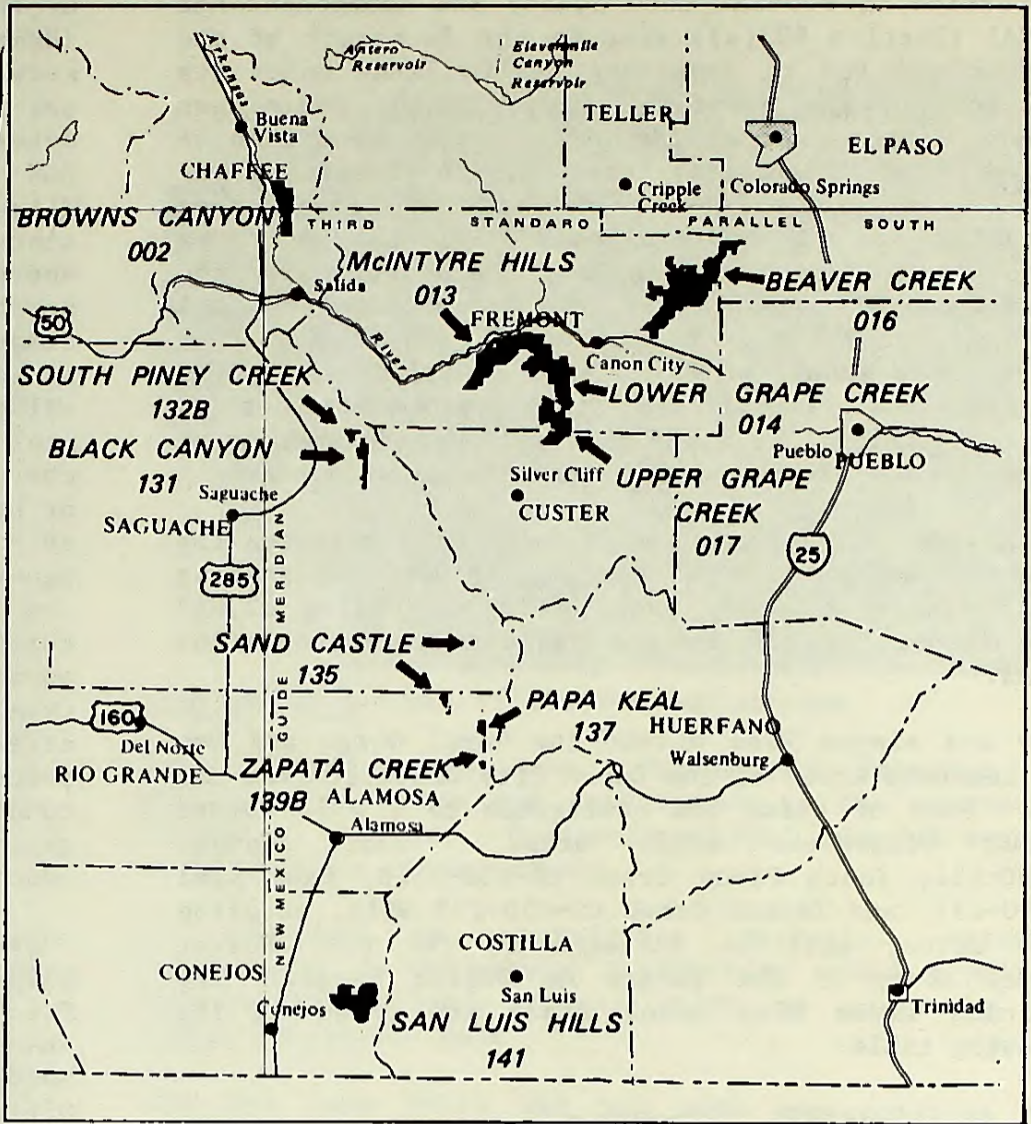 Arkansas
Antero
Reservoir
Elevenmile
Canyon
Reservoir
Buena
Vista
TELLER
EL PASO
CHAFFEE
Cripple
Creek
Colorado Springs
THIRD STANDARD PARALLEL SOUTH
BROWNS CANYON
002
McINTYRE HILLS
013
BEAVER CREEK
016
Salida
50
FREMONT
River
Canon City
SOUTH PINEY CREEK
132B
LOWER GRAPE CREEK
014
BLACK CANYON
131
Pueblo
PUEBLO
Silver Cliff
UPPER GRAPE
CREEK
017
Saguache
SAGUACHE
CUSTER
25
285
SAND CASTLE
135
PAPA KEAL
137
160
Del Norte
RIO GRANDE
HUERFANO
Walsenburg
ZAPATA CREEK
139B
ALAMOSA
Alamosa
NEW MEXICO GUIDE MERIDIAN
COSTILLA
San Luis
CONEJOS
Conejos
SAN LUIS HILLS
141
Trinidad